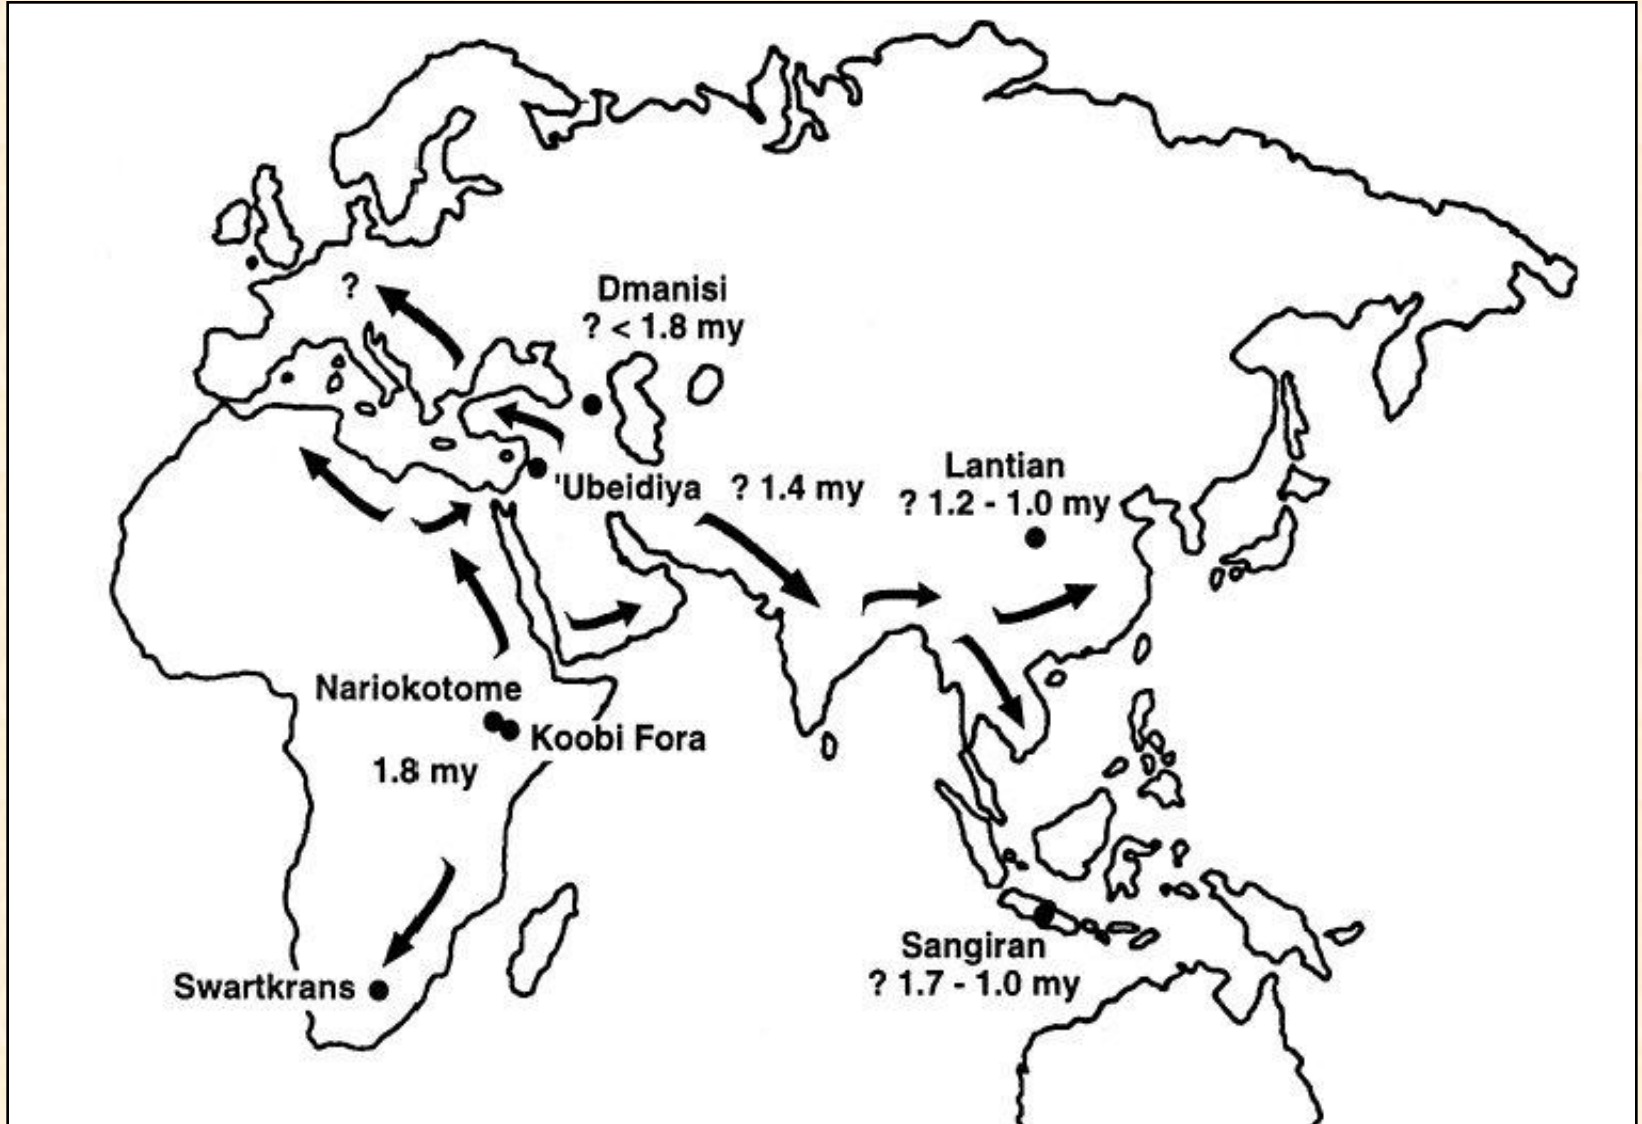 ?
Dmanisi
? < 1.8 my
'Ubeidiya ? 1.4 my
Lantian
? 1.2 - 1.0 my
Nariokotome
Koobi Fora
1.8 my
Swartkrans
Sangiran
? 1.7 - 1.0 my